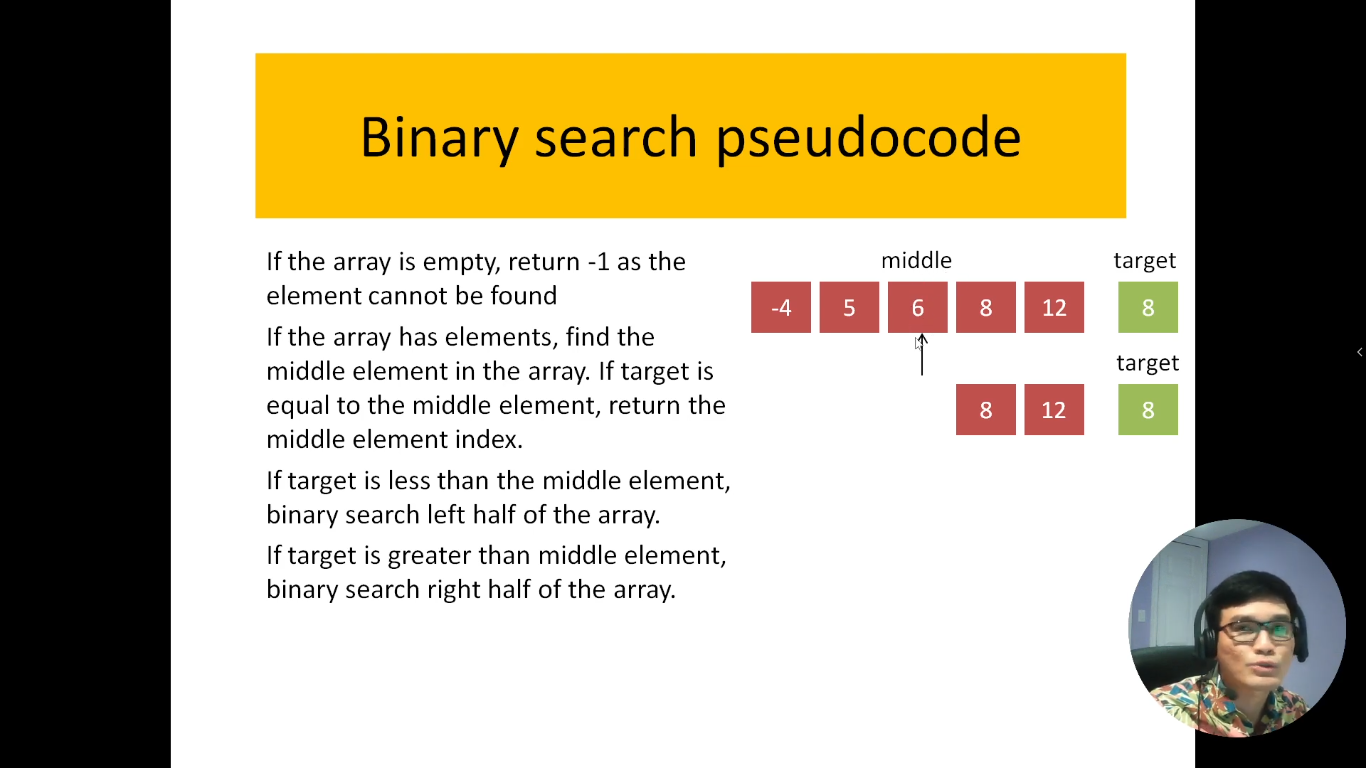 Binary search pseudocode
If the array is empty, return -1 as the
element cannot be found
If the array has elements, find the
middle element in the array. If target is
equal to the middle element, return the
middle element index.
If target is less than the middle element,
binary search left half of the array.
If target is greater than middle element,
binary search right half of the array.
middle target
-4 5 6 8 12 8
target
8 12 8